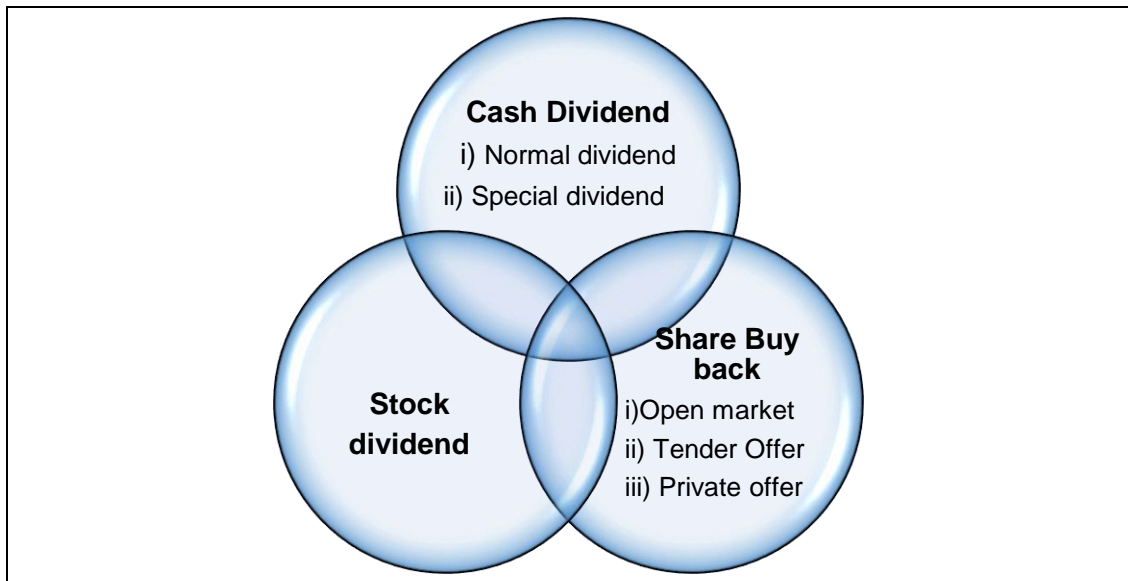 Cash Dividend
i) Normal dividend
ii) Special dividend
Share Buy
back
i)Open market
ii) Tender Offer
iii) Private offer
Stock
dividend